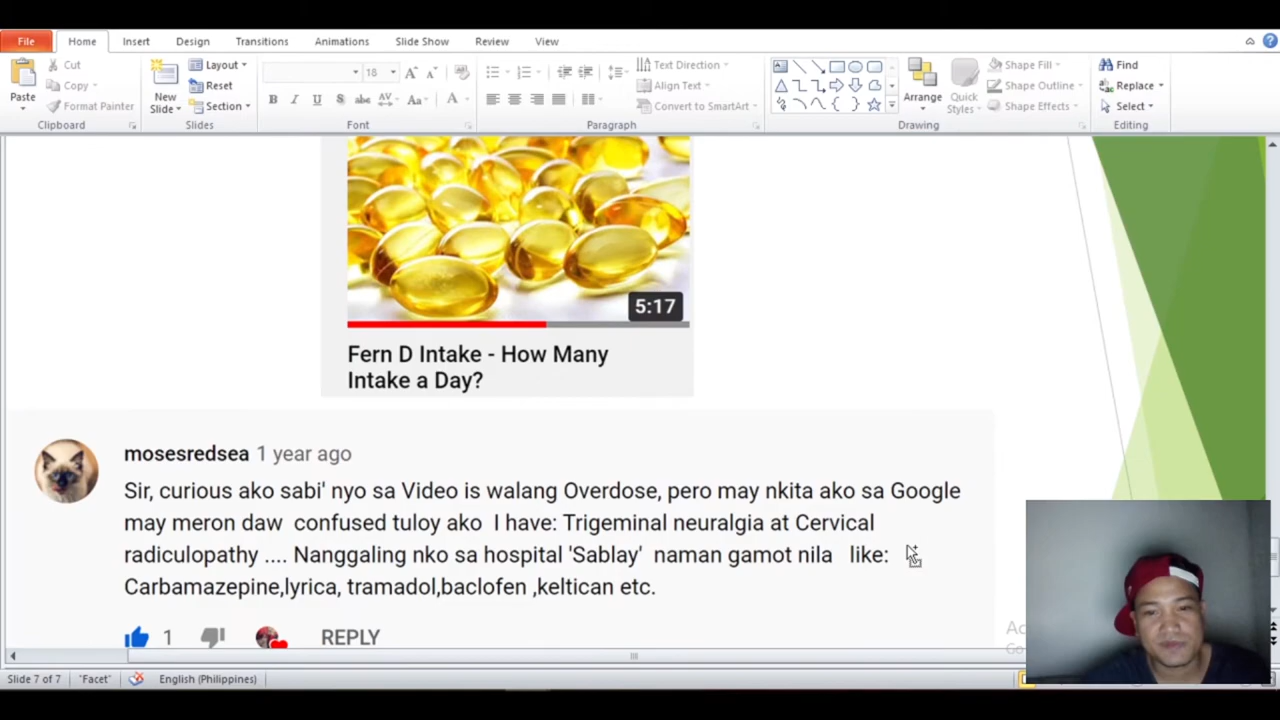 File Home Insert Design Transitions Animations Slide Show Review View
Cut
Copy
Format Painter
Paste
Clipboard
New Slide
Layout
Reset
Section
Slides
18
Font
Text Direction
Align Text
Convert to SmartArt
Paragraph
Arrange
Quick Styles
Shape Fill
Shape Outline
Shape Effects
Drawing
Find
Replace
Select
Editing
5:17
Fern D Intake - How Many
Intake a Day?
mosesredsea 1 year ago
Sir, curious ako sabi' nyo sa Video is walang Overdose, pero may nkita ako sa Google
may meron daw confused tuloy ako I have: Trigeminal neuralgia at Cervical
radiculopathy .... Nanggaling nko sa hospital 'Sablay' naman gamot nila like:
Carbamazepine,lyrica, tramadol,baclofen ,keltican etc.
1 REPLY
Slide 7 of 7 "Facet" English (Philippines)